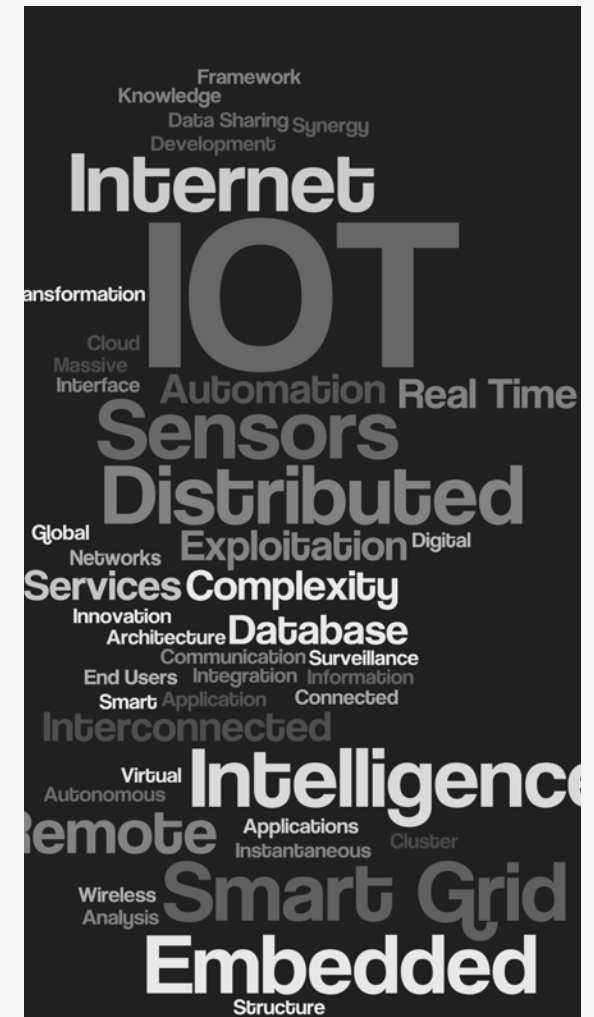 Framework
Knowledge
Data Sharing Synergy
Development
Internet
IOT
ansformation
Cloud
Massive
Interface Automation Real Time
Sensors
Distributed
Global
Networks Exploitation Digital
Services Complexity
Innovation
Architecture Database
Communication Surveillance
End Users Integration Information
Smart Application Connected
Interconnected
Virtual Intelligence
Autonomous
Remote Applications
Instantaneous Cluster
Wireless Smart Grid
Analysis
Embedded
Structure